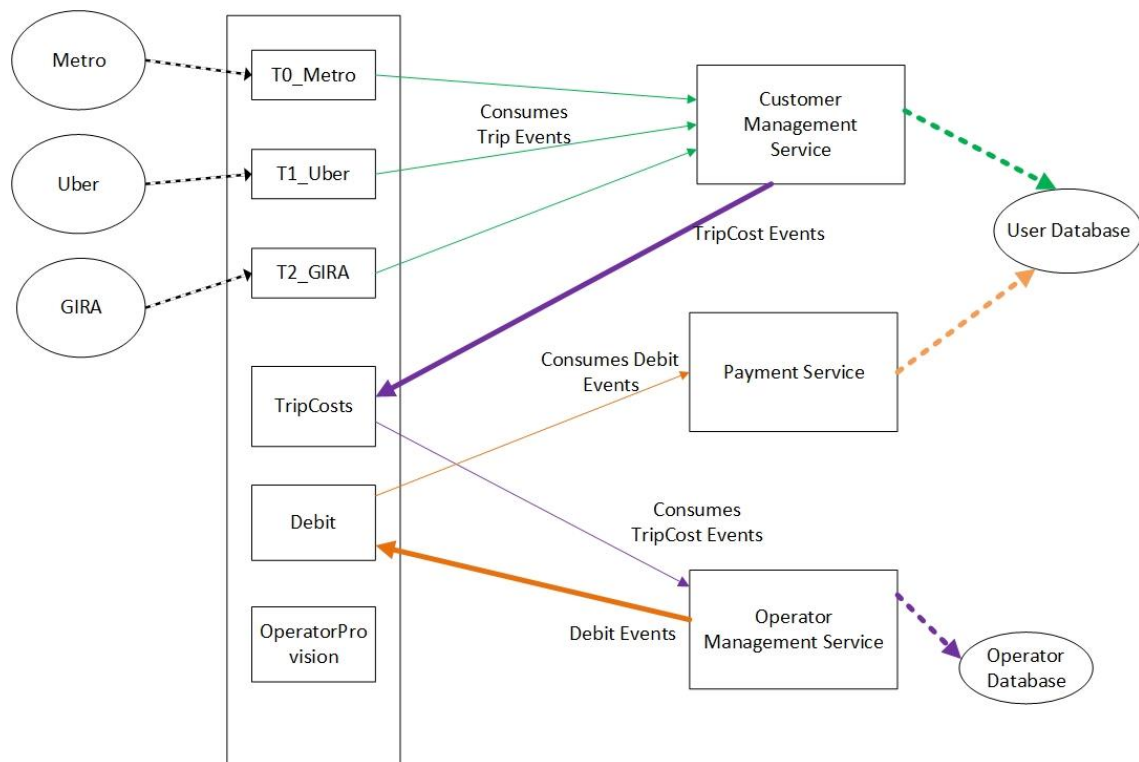 Metro
T0_Metro
Consumes
Trip Events
Customer
Management
Service
Uber
T1_Uber
User Database
TripCost Events
GIRA
T2_GIRA
Consumes Debit
Events
Payment Service
TripCosts
Debit
Consumes
TripCost Events
OperatorPro
vision
Debit Events
Operator
Management Service
Operator
Database